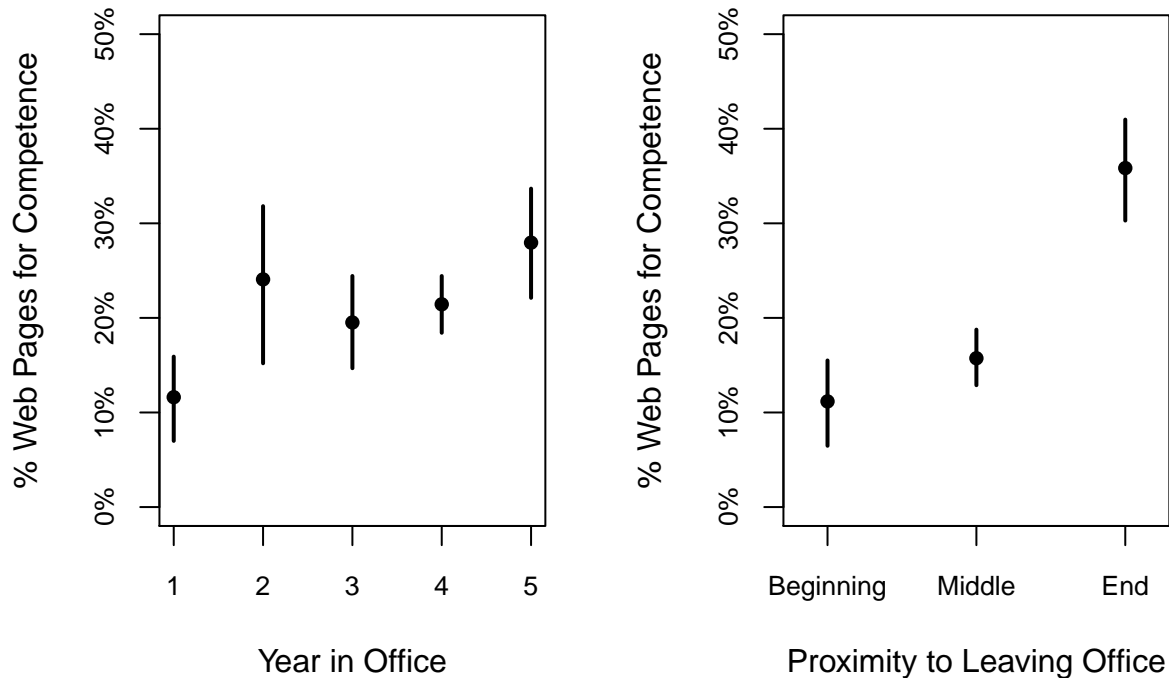 % Web Pages for Competence
50%
40%
30%
20%
10%
0%
1 2 3 4 5
Year in Office
% Web Pages for Competence
50%
40%
30%
20%
10%
0%
Beginning Middle End
Proximity to Leaving Office